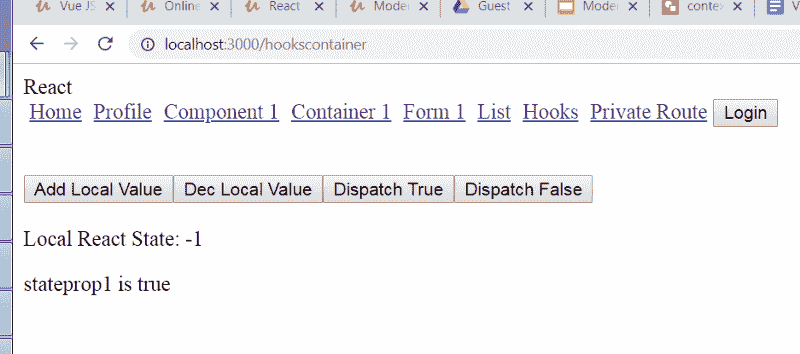 Vue JS Online React Moder Guest Moder conte V
localhost:3000/hookscontainer
React
Home Profile Component 1 Container 1 Form 1 List Hooks Private Route Login
Add Local Value Dec Local Value Dispatch True Dispatch False
Local React State: -1
stateprop1 is true